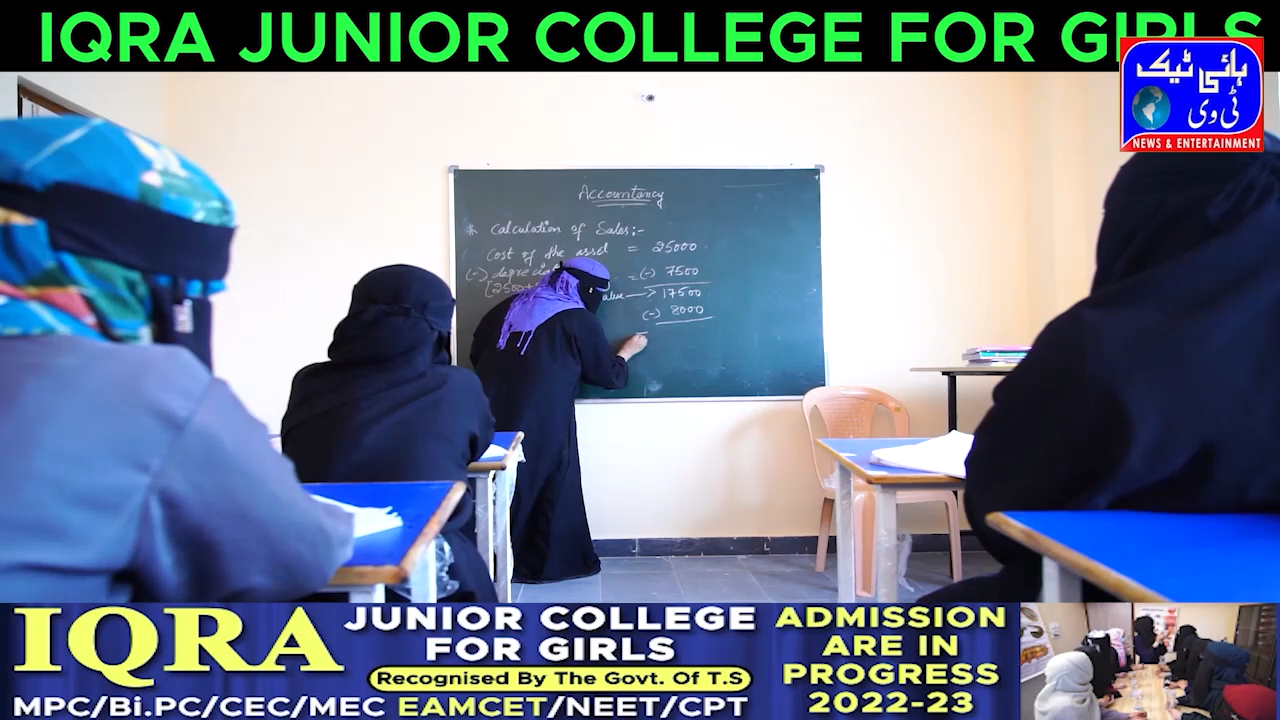 IQRA JUNIOR COLLEGE FOR GIRLS
ہائی ٹیک
ٹی وی
NEWS & ENTERTAINMENT
Accountancy
* Calculation of Sales:-
Cost of the asset = 25000
(-) = (-) 7500
→ 17500
(-) 8000
IQRA JUNIOR COLLEGE
FOR GIRLS
Recognised By The Govt. Of T.S
MPC/Bi.PC/CEC/MEC EAMCET/NEET/CPT
ADMISSION
ARE IN
PROGRESS
2022-23